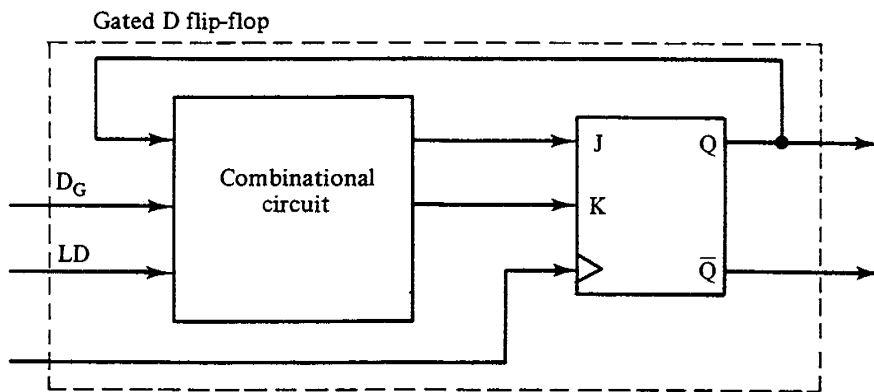 Gated D flip-flop
D_G
LD
Combinational
circuit
J
K
Q
Q̅